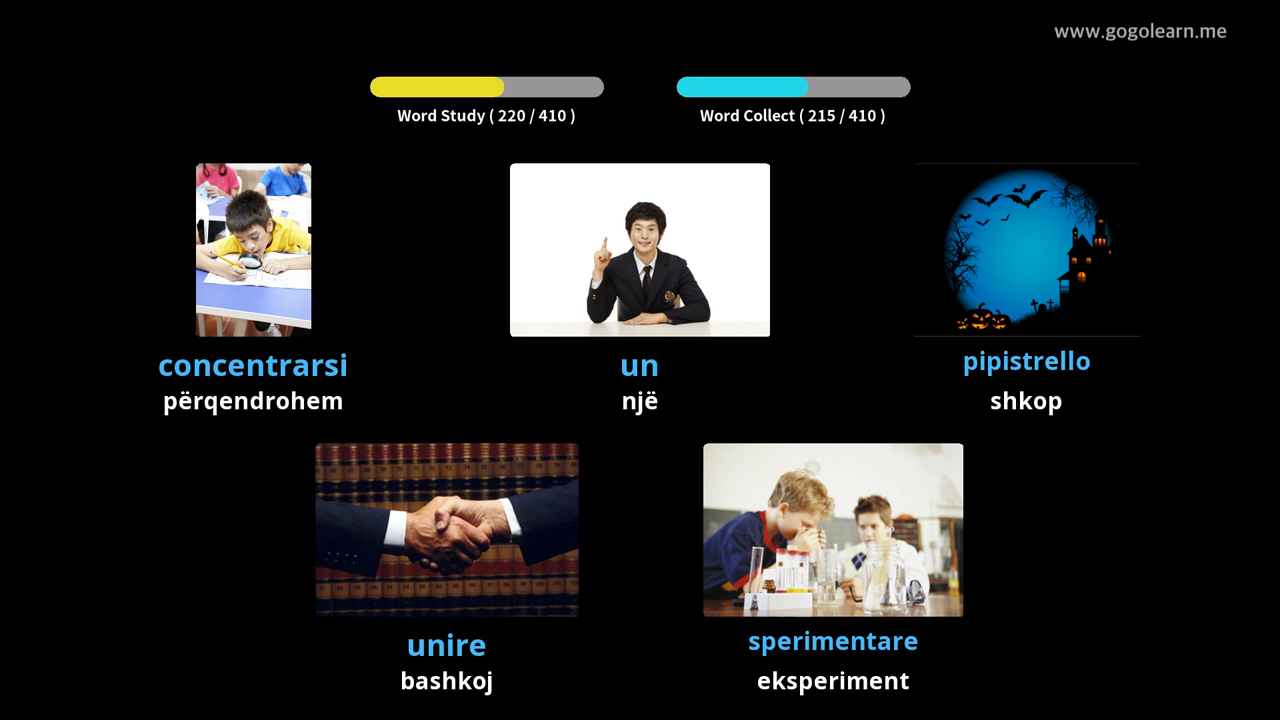 www.gogolearn.me
Word Study ( 220 / 410 )
Word Collect ( 215 / 410 )
concentrarsi
përqendrohem
un
një
pipistrello
shkop
unire
bashkoj
sperimentare
eksperiment